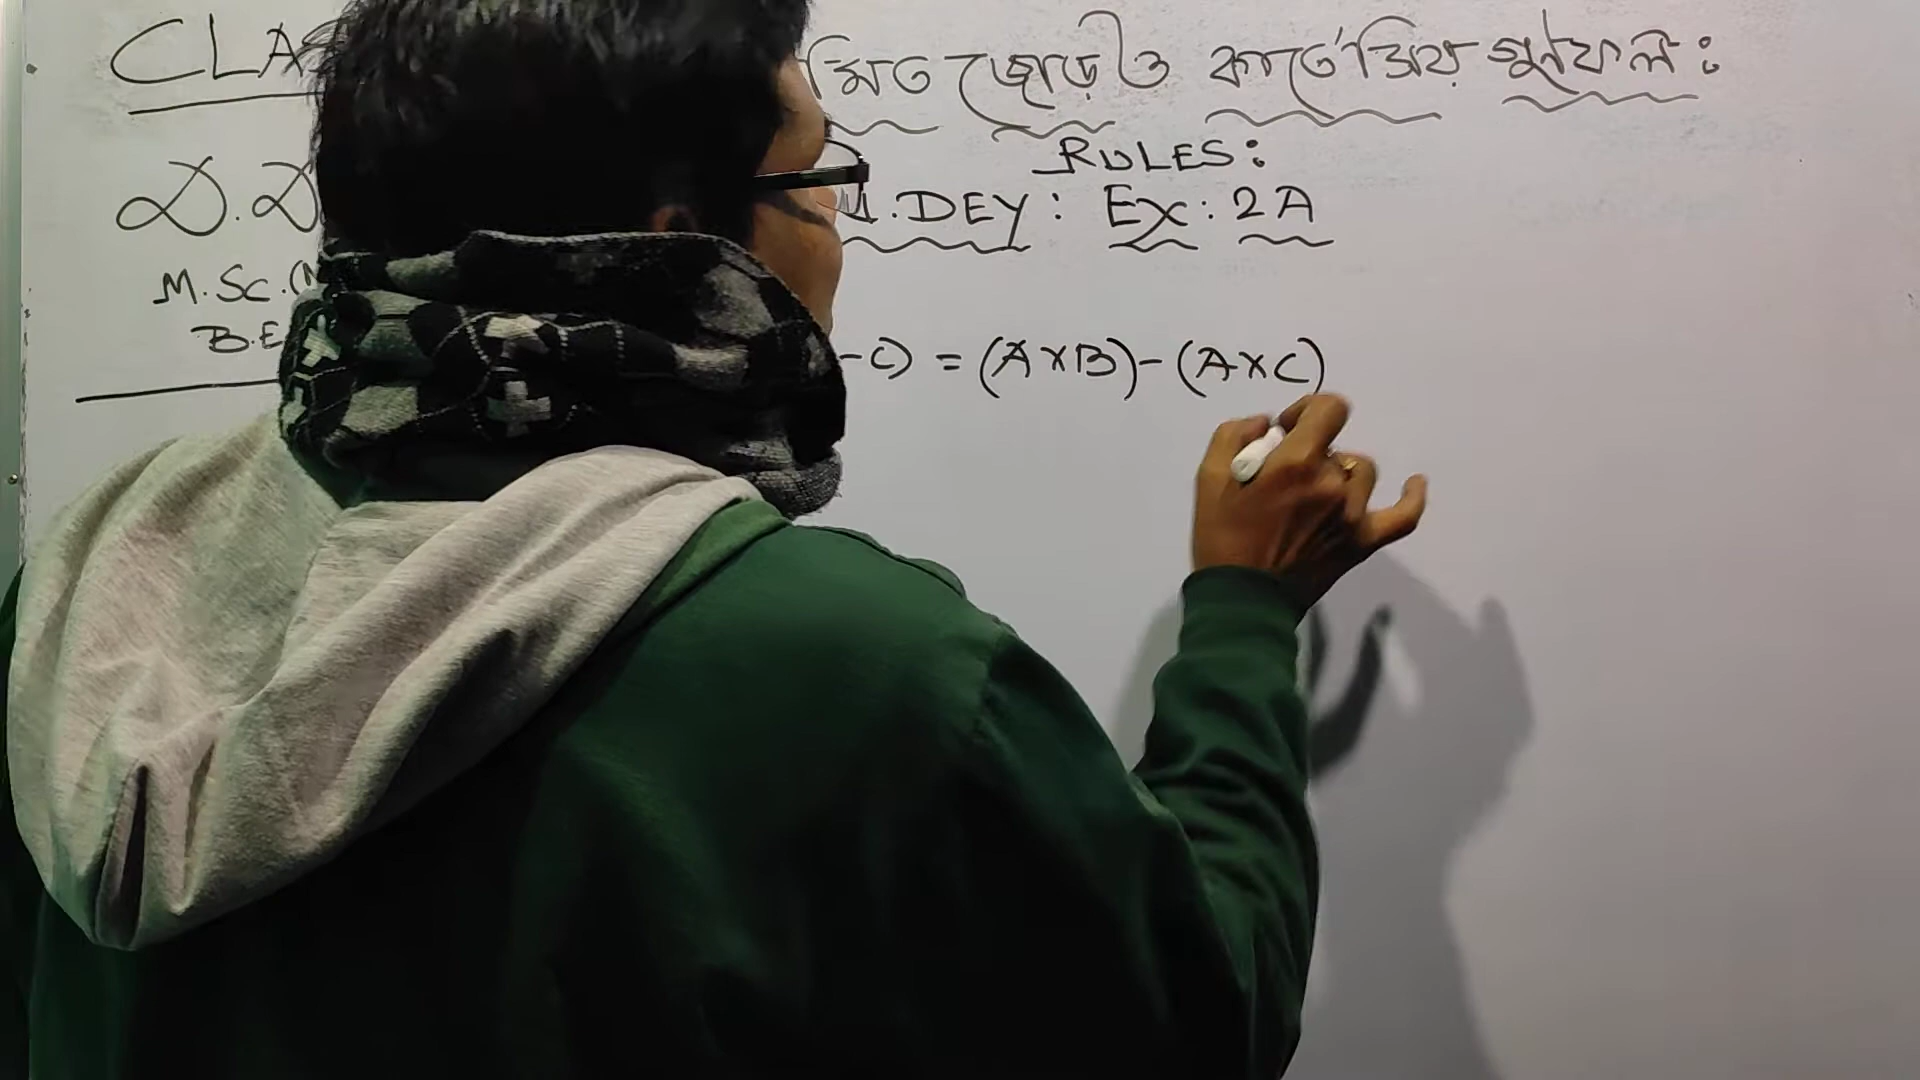 CLA জোড় ও কার্তেজিয় গুণফল :
RULES:
M.DEY: Ex: 2A
M.Sc.(
B.E
-C) = (A×B)-(A×C)